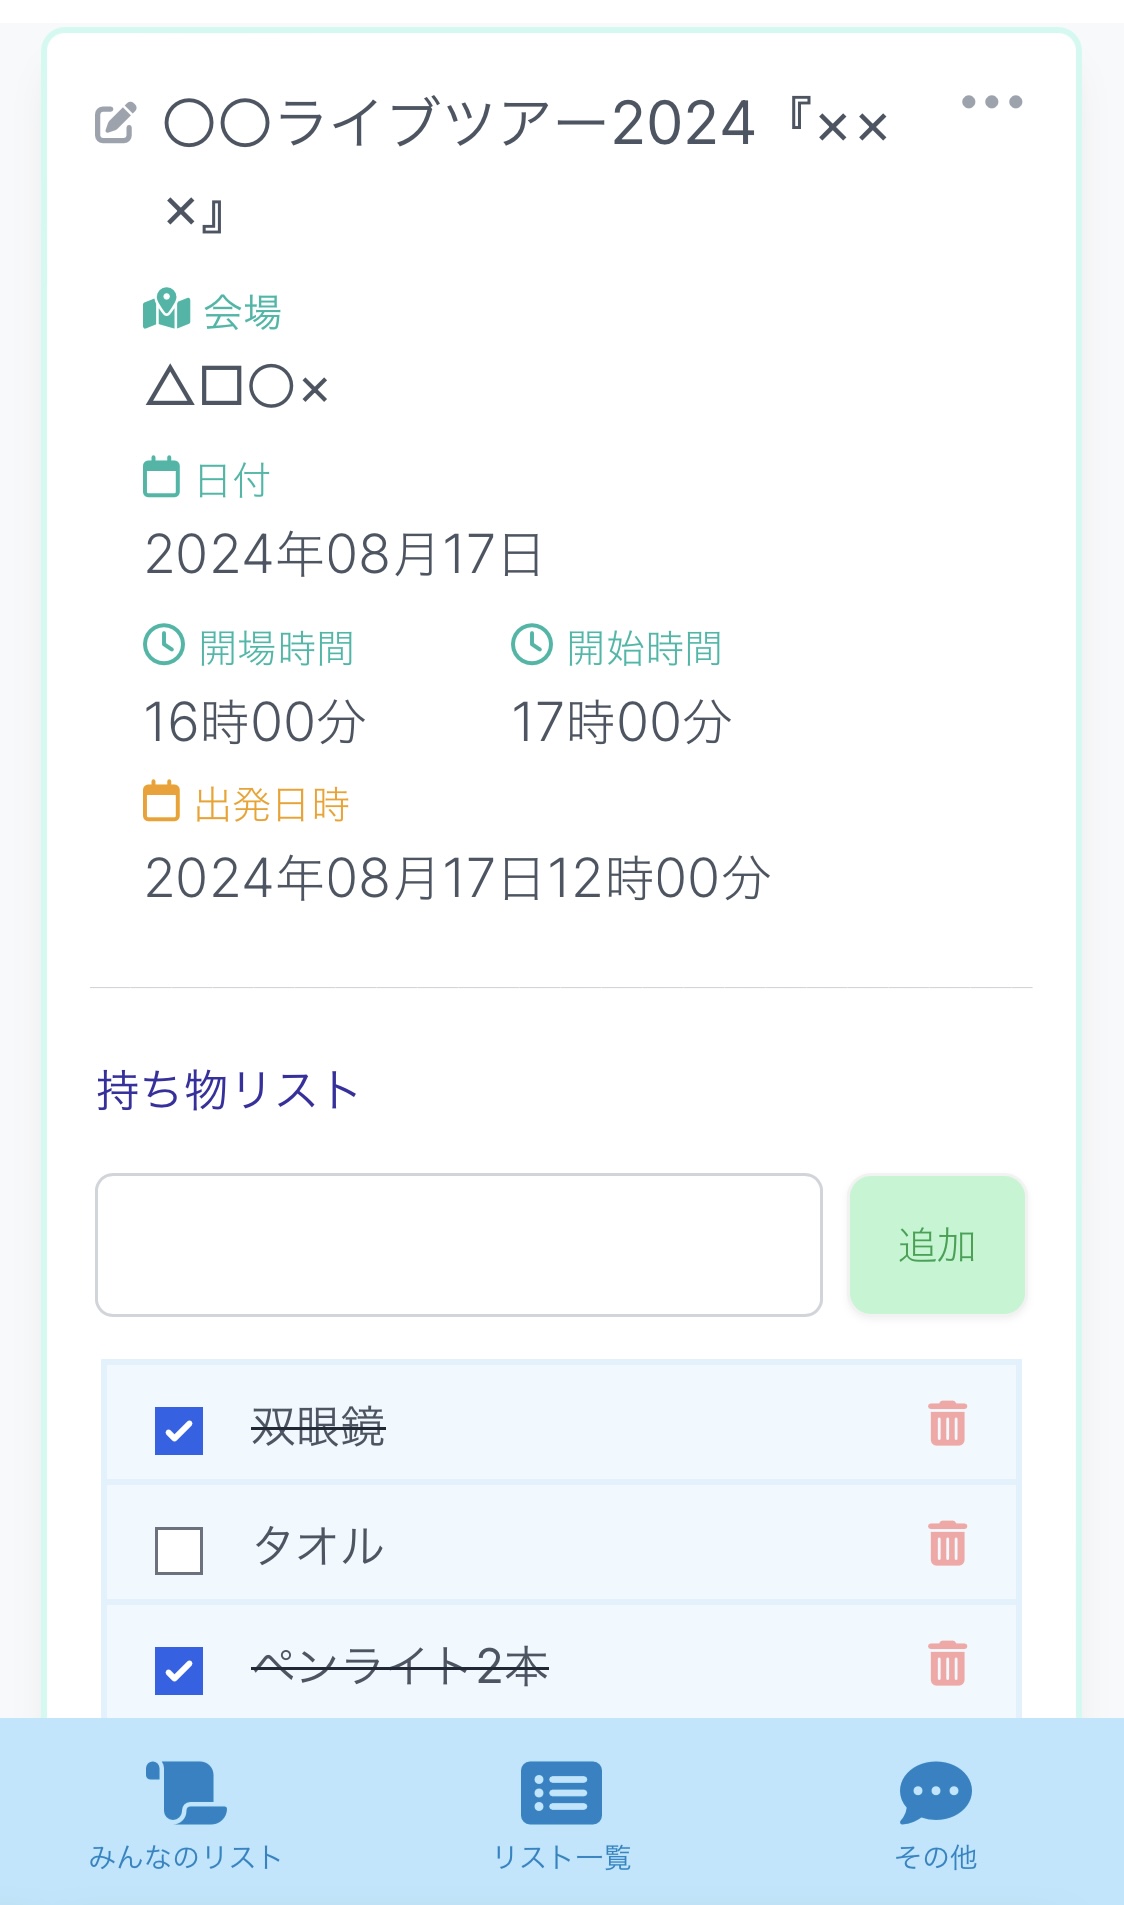 〇〇ライブツアー2024『××
×』
会場
△□〇×
日付
2024年08月17日
開場時間 開始時間
16時00分 17時00分
出発日時
2024年08月17日12時00分
持ち物リスト
追加
双眼鏡
タオル
ペンライト2本
みんなのリスト リスト一覧 その他